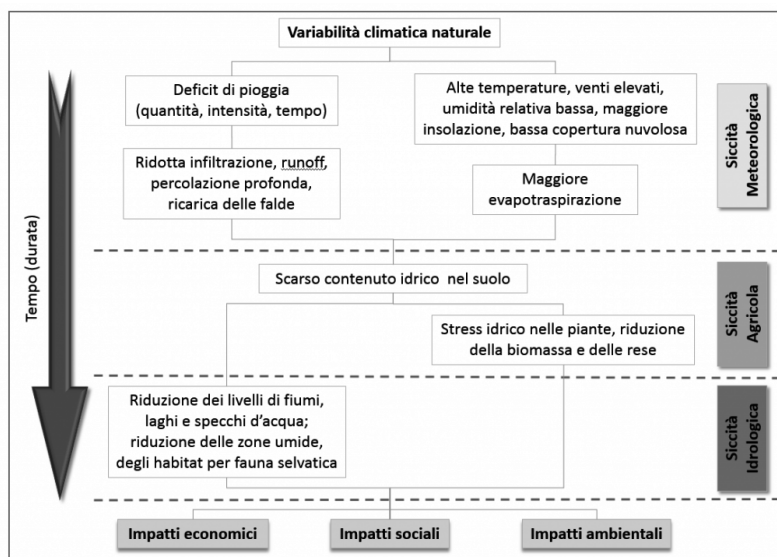 Variabilità climatica naturale
Deficit di pioggia
(quantità, intensità, tempo)
Alte temperature, venti elevati,
umidità relativa bassa, maggiore
insolazione, bassa copertura nuvolosa
Ridotta infiltrazione, runoff,
percolazione profonda,
ricarica delle falde
Maggiore
evapotraspirazione
Siccità
Meteorologica
Tempo (durata)
Scarso contenuto idrico nel suolo
Stress idrico nelle piante, riduzione
della biomassa e delle rese
Siccità
Agricola
Riduzione dei livelli di fiumi,
laghi e specchi d'acqua;
riduzione delle zone umide,
degli habitat per fauna selvatica
Siccità
Idrologica
Impatti economici
Impatti sociali
Impatti ambientali